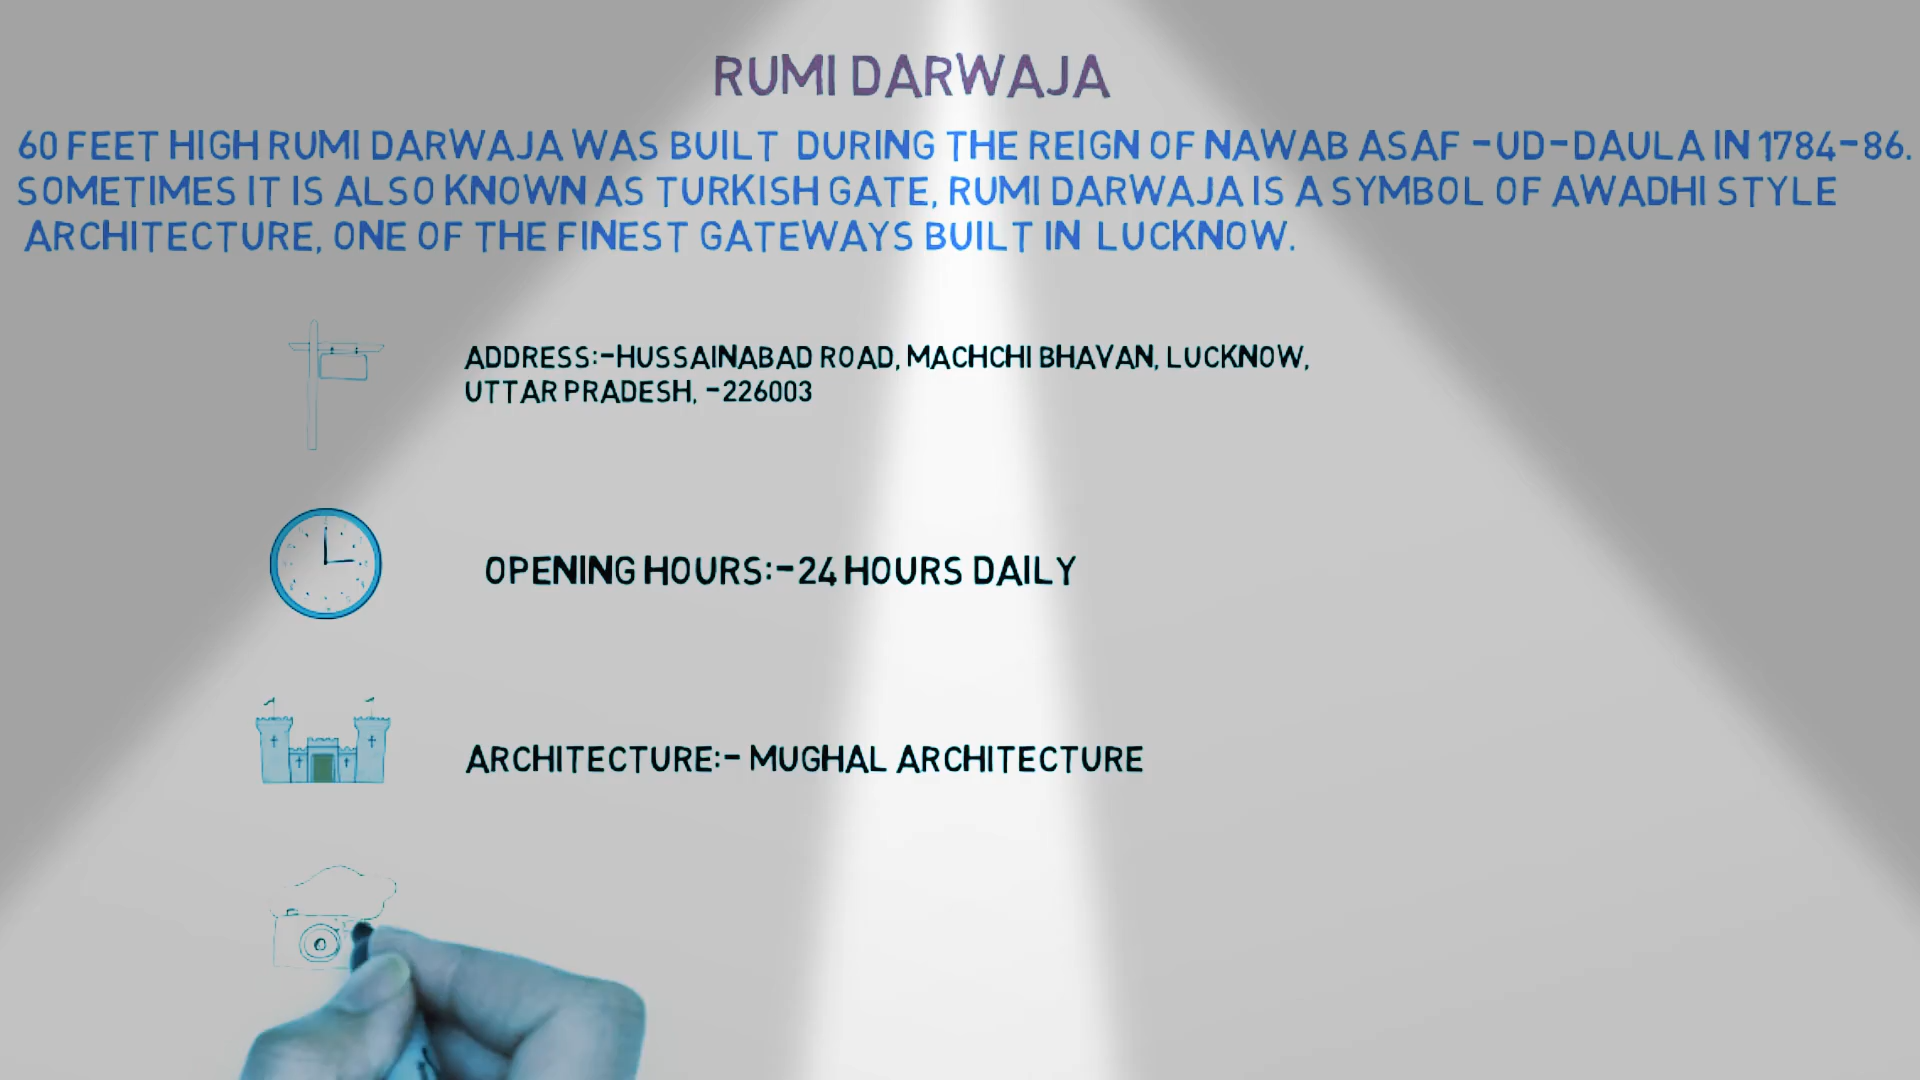 RUMI DARWAJA
60 FEET HIGH RUMI DARWAJA WAS BUILT DURING THE REIGN OF NAWAB ASAF -UD-DAULA IN 1784-86.
SOMETIMES IT IS ALSO KNOWN AS TURKISH GATE, RUMI DARWAJA IS A SYMBOL OF AWADHI STYLE
ARCHITECTURE, ONE OF THE FINEST GATEWAYS BUILT IN LUCKNOW.
ADDRESS:-HUSSAINABAD ROAD, MACHCHI BHAVAN, LUCKNOW,
UTTAR PRADESH, -226003
OPENING HOURS:-24 HOURS DAILY
ARCHITECTURE:- MUGHAL ARCHITECTURE